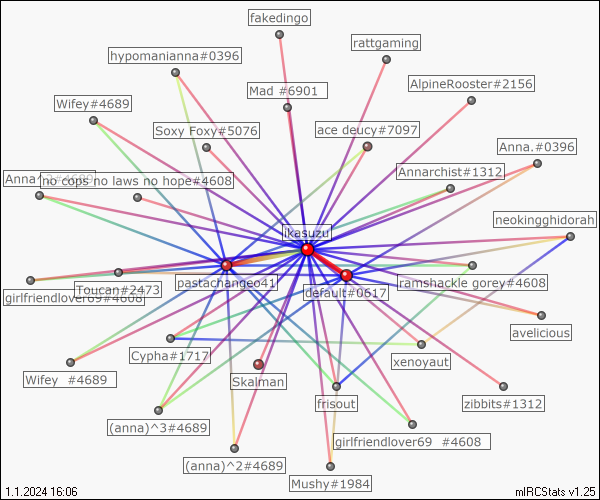 fakedingo
rattgaming
hypomanianna#0396
AlpineRooster#2156
Mad #6901
Wifey#4689
Soxy Foxy#5076
ace deucy#7097
Anna.#0396
Annarchist#1312
no cops no laws no hope#4608
neokingghidorah
ikasuzu
pastachangeo41
ramshackle gorey#4608
default#0617
Toucan#2473
girlfriendlover69#4608
avelicious
Cypha#1717
xenoyaut
Wifey #4689
Skalman
frisout
zibbits#1312
(anna)^3#4689
girlfriendlover69 #4608
(anna)^2#4689
Mushy#1984
1.1.2024 16:06
mIRCStats v1.25